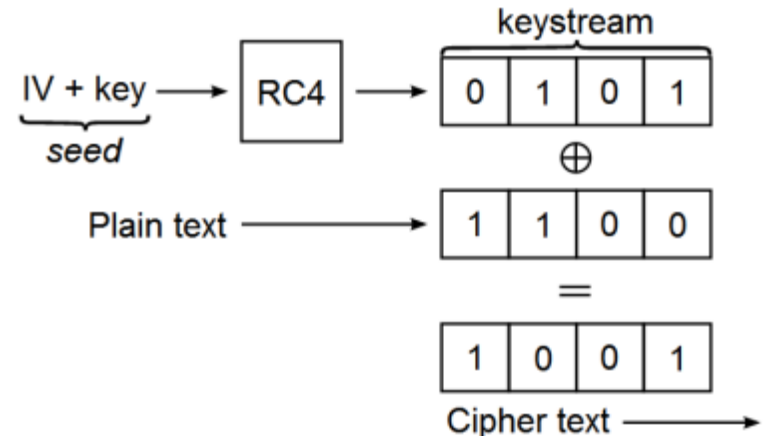 keystream
IV + key
RC4
0 1 0 1
seed
⊕
Plain text
1 1 0 0
=
1 0 0 1
Cipher text